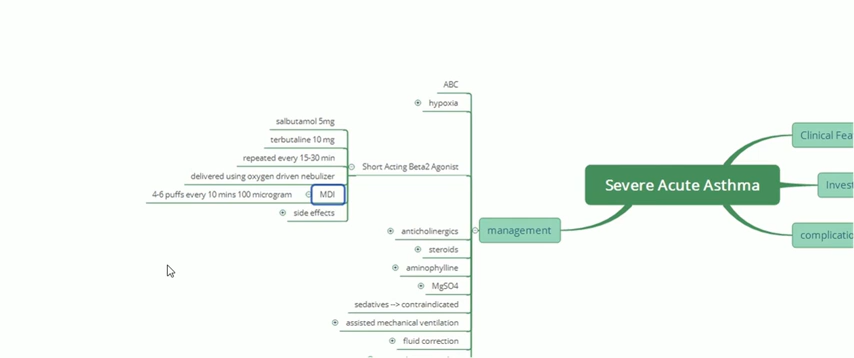 ABC
hypoxia
salbutamol 5mg
terbutaline 10 mg
repeated every 15-30 min
delivered using oxygen driven nebulizer
4-6 puffs every 10 mins 100 microgram
MDI
side effects
Short Acting Beta2 Agonist
anticholinergics
steroids
aminophylline
MgSO4
sedatives --> contraindicated
assisted mechanical ventilation
fluid correction
management
Severe Acute Asthma
Clinical Fea
Invest
complicatio